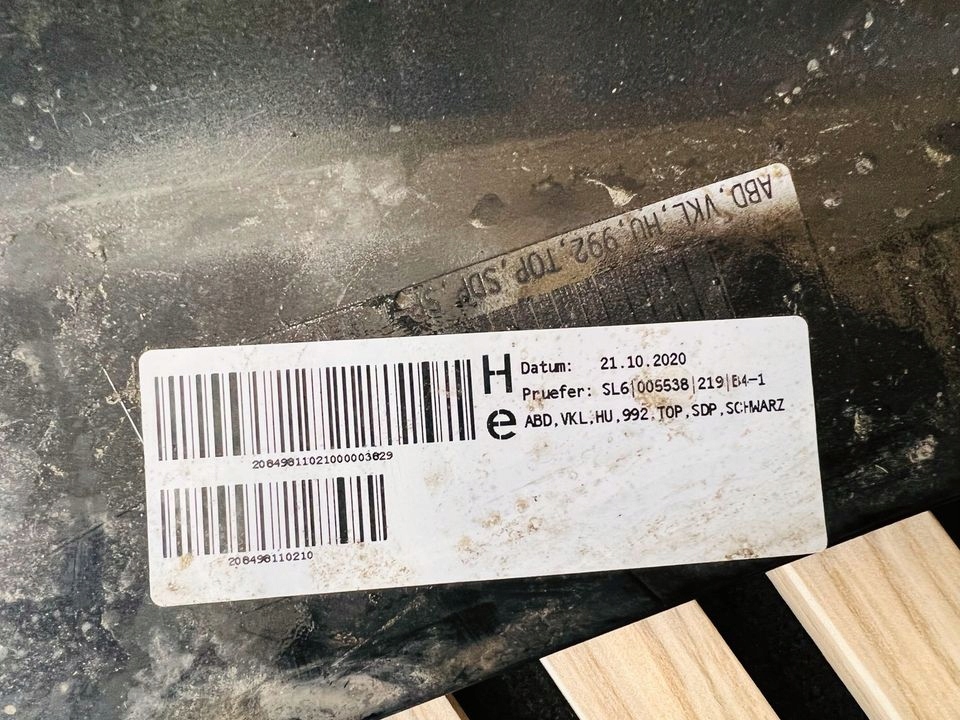 ABD,VKL,HU,992,TOP,SDP,S
H
e
Datum: 21.10.2020
Pruefer: SL6|005538|219|B4-1
ABD,VKL,HU,992,TOP,SDP,SCHWARZ
20849811021000003829
208498110210